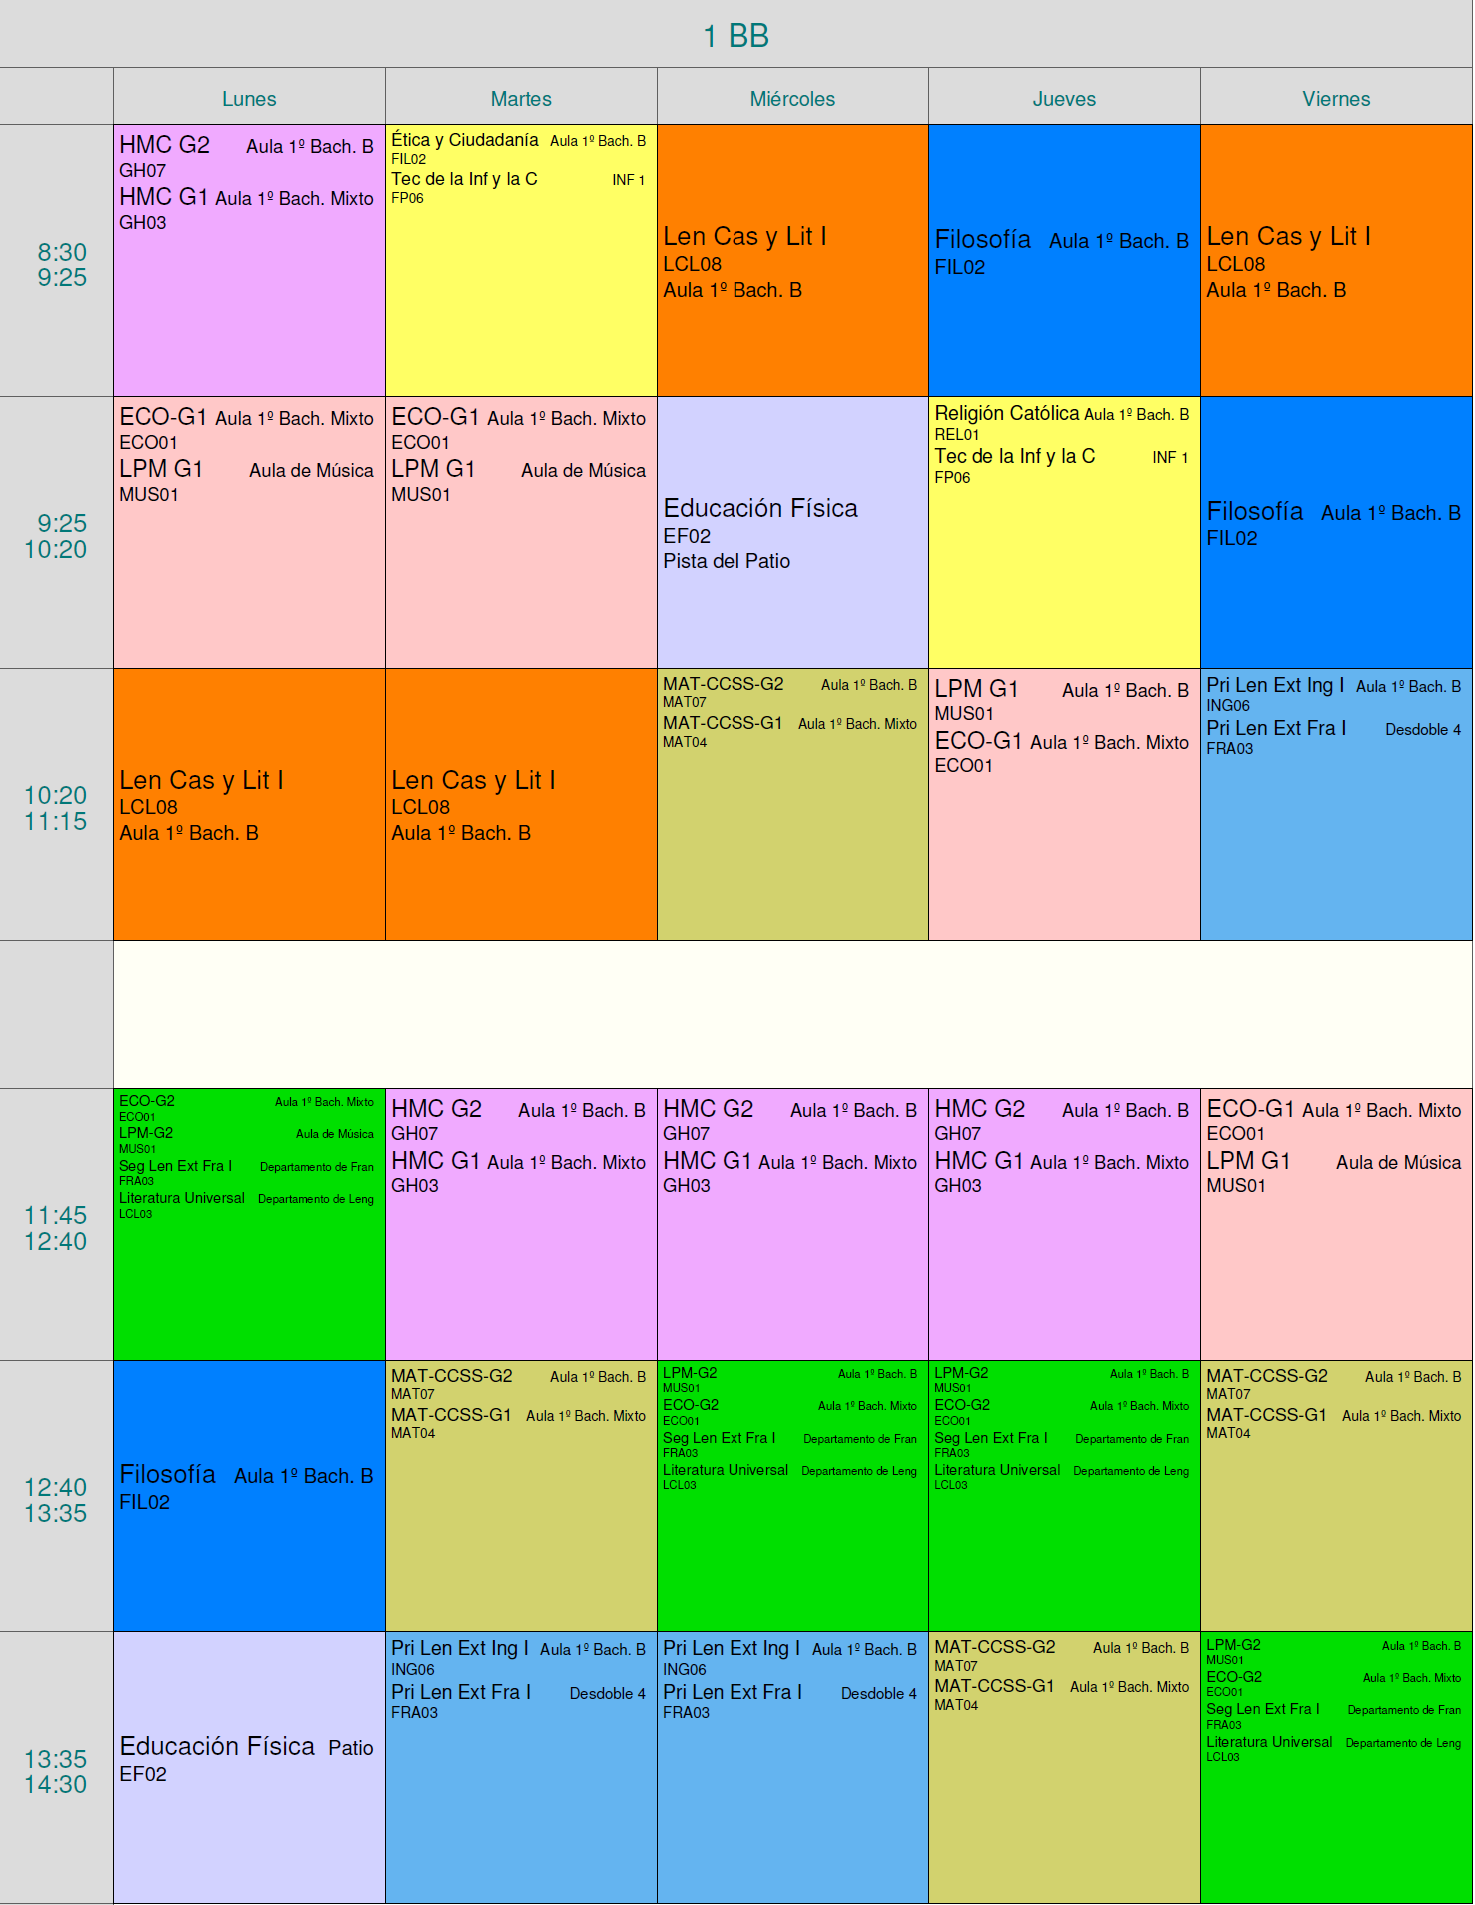 1 BB
Lunes Martes Miércoles Jueves Viernes
8:30
9:25
HMC G2 Aula 1º Bach. B
GH07
HMC G1 Aula 1º Bach. Mixto
GH03
Ética y Ciudadanía Aula 1º Bach. B
FIL02
Tec de la Inf y la C INF 1
FP06
Len Cas y Lit I
LCL08
Aula 1º Bach. B
Filosofía Aula 1º Bach. B
FIL02
Len Cas y Lit I
LCL08
Aula 1º Bach. B
9:25
10:20
ECO-G1 Aula 1º Bach. Mixto
ECO01
LPM G1 Aula de Música
MUS01
ECO-G1 Aula 1º Bach. Mixto
ECO01
LPM G1 Aula de Música
MUS01
Educación Física
EF02
Pista del Patio
Religión Católica Aula 1º Bach. B
REL01
Tec de la Inf y la C INF 1
FP06
Filosofía Aula 1º Bach. B
FIL02
10:20
11:15
Len Cas y Lit I
LCL08
Aula 1º Bach. B
Len Cas y Lit I
LCL08
Aula 1º Bach. B
MAT-CCSS-G2 Aula 1º Bach. B
MAT07
MAT-CCSS-G1 Aula 1º Bach. Mixto
MAT04
LPM G1 Aula 1º Bach. B
MUS01
ECO-G1 Aula 1º Bach. Mixto
ECO01
Pri Len Ext Ing I Aula 1º Bach. B
ING06
Pri Len Ext Fra I Desdoble 4
FRA03
11:45
12:40
ECO-G2 Aula 1º Bach. Mixto
ECO01
LPM-G2 Aula de Música
MUS01
Seg Len Ext Fra I Departamento de Fran
FRA03
Literatura Universal Departamento de Leng
LCL03
HMC G2 Aula 1º Bach. B
GH07
HMC G1 Aula 1º Bach. Mixto
GH03
HMC G2 Aula 1º Bach. B
GH07
HMC G1 Aula 1º Bach. Mixto
GH03
HMC G2 Aula 1º Bach. B
GH07
HMC G1 Aula 1º Bach. Mixto
GH03
ECO-G1 Aula 1º Bach. Mixto
ECO01
LPM G1 Aula de Música
MUS01
12:40
13:35
Filosofía Aula 1º Bach. B
FIL02
MAT-CCSS-G2 Aula 1º Bach. B
MAT07
MAT-CCSS-G1 Aula 1º Bach. Mixto
MAT04
LPM-G2 Aula 1º Bach. B
MUS01
ECO-G2 Aula 1º Bach. Mixto
ECO01
Seg Len Ext Fra I Departamento de Fran
FRA03
Literatura Universal Departamento de Leng
LCL03
LPM-G2 Aula 1º Bach. B
MUS01
ECO-G2 Aula 1º Bach. Mixto
ECO01
Seg Len Ext Fra I Departamento de Fran
FRA03
Literatura Universal Departamento de Leng
LCL03
MAT-CCSS-G2 Aula 1º Bach. B
MAT07
MAT-CCSS-G1 Aula 1º Bach. Mixto
MAT04
13:35
14:30
Educación Física Patio
EF02
Pri Len Ext Ing I Aula 1º Bach. B
ING06
Pri Len Ext Fra I Desdoble 4
FRA03
Pri Len Ext Ing I Aula 1º Bach. B
ING06
Pri Len Ext Fra I Desdoble 4
FRA03
MAT-CCSS-G2 Aula 1º Bach. B
MAT07
MAT-CCSS-G1 Aula 1º Bach. Mixto
MAT04
LPM-G2 Aula 1º Bach. B
MUS01
ECO-G2 Aula 1º Bach. Mixto
ECO01
Seg Len Ext Fra I Departamento de Fran
FRA03
Literatura Universal Departamento de Leng
LCL03